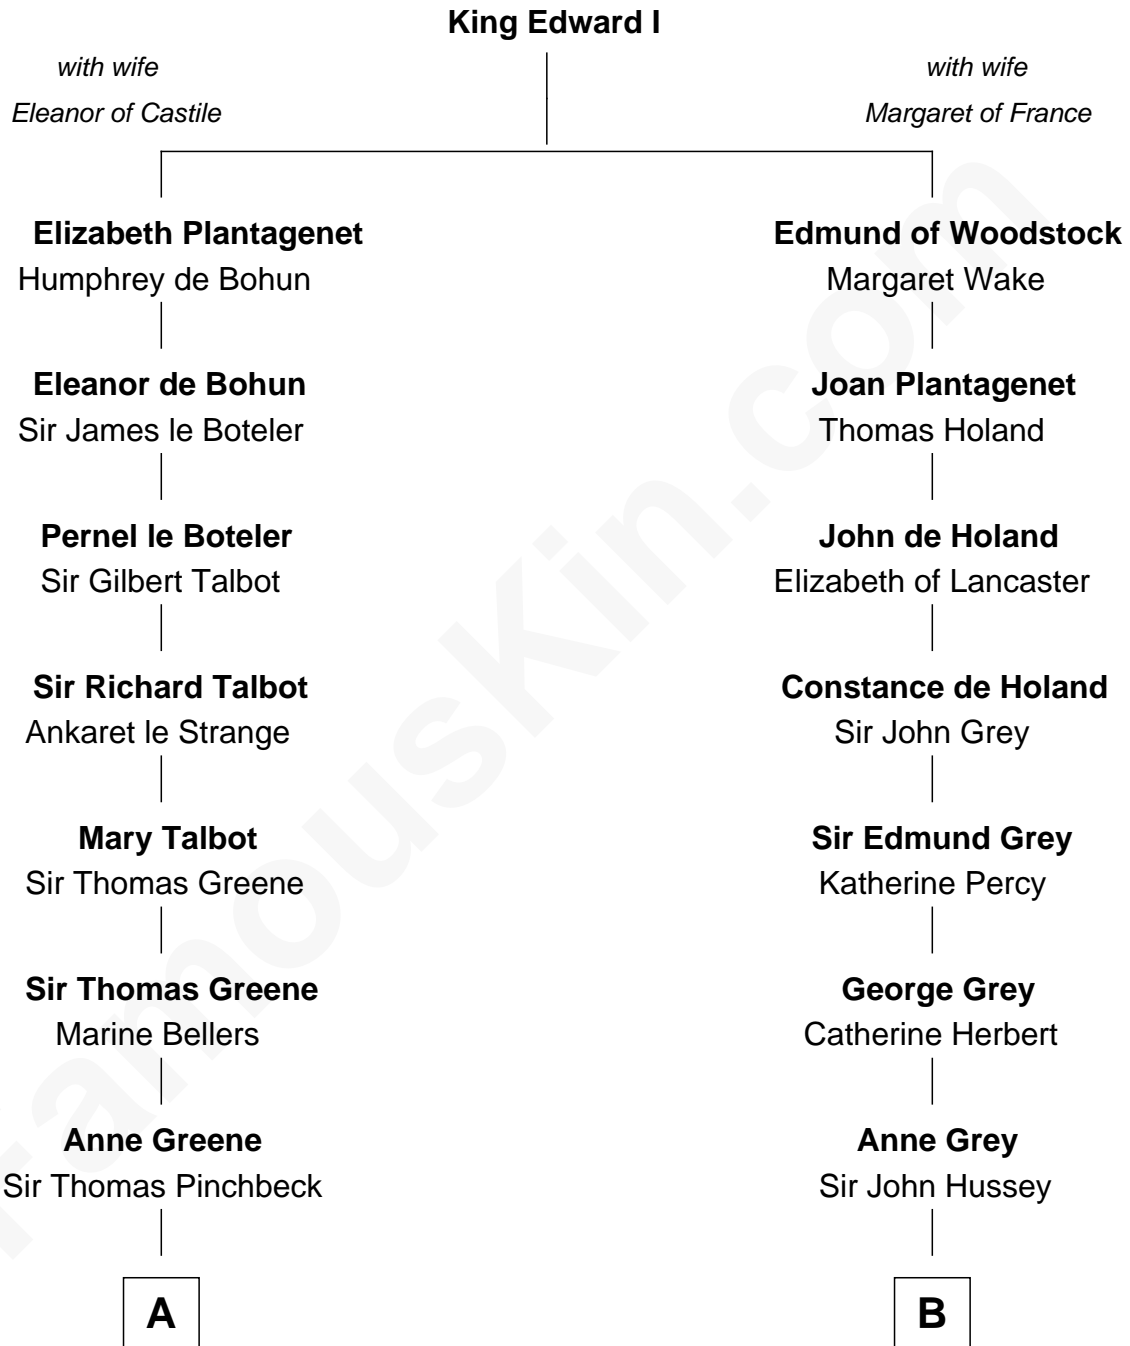 King Edward I
with wife
Eleanor of Castile
with wife
Margaret of France
Elizabeth Plantagenet
Humphrey de Bohun
Edmund of Woodstock
Margaret Wake
Eleanor de Bohun
Sir James le Boteler
Joan Plantagenet
Thomas Holand
Pernel le Boteler
Sir Gilbert Talbot
John de Holand
Elizabeth of Lancaster
Sir Richard Talbot
Ankaret le Strange
Constance de Holand
Sir John Grey
Mary Talbot
Sir Thomas Greene
Sir Edmund Grey
Katherine Percy
Sir Thomas Greene
Marine Bellers
George Grey
Catherine Herbert
Anne Greene
Sir Thomas Pinchbeck
Anne Grey
Sir John Hussey
A
B
FamousKin.com